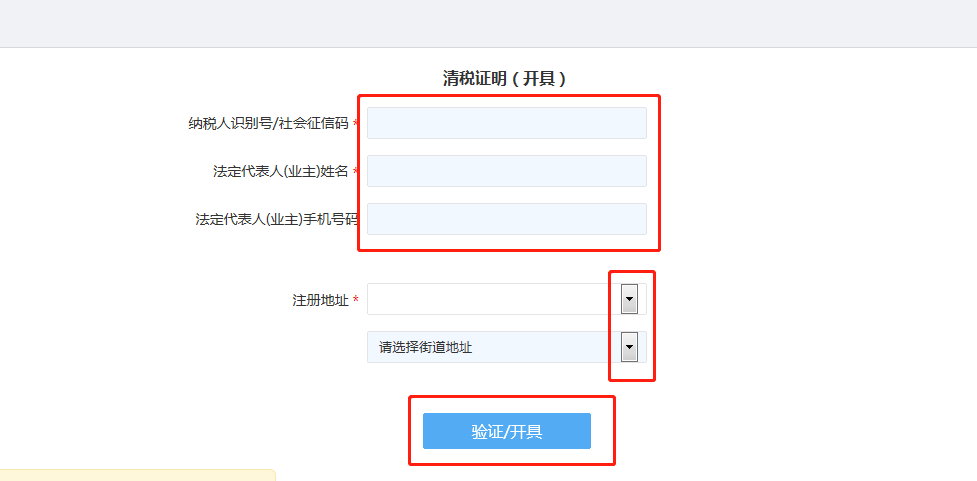 清税证明（开具）
纳税人识别号/社会征信码 *
法定代表人(业主)姓名 *
法定代表人(业主)手机号码
注册地址 *
请选择街道地址
验证/开具